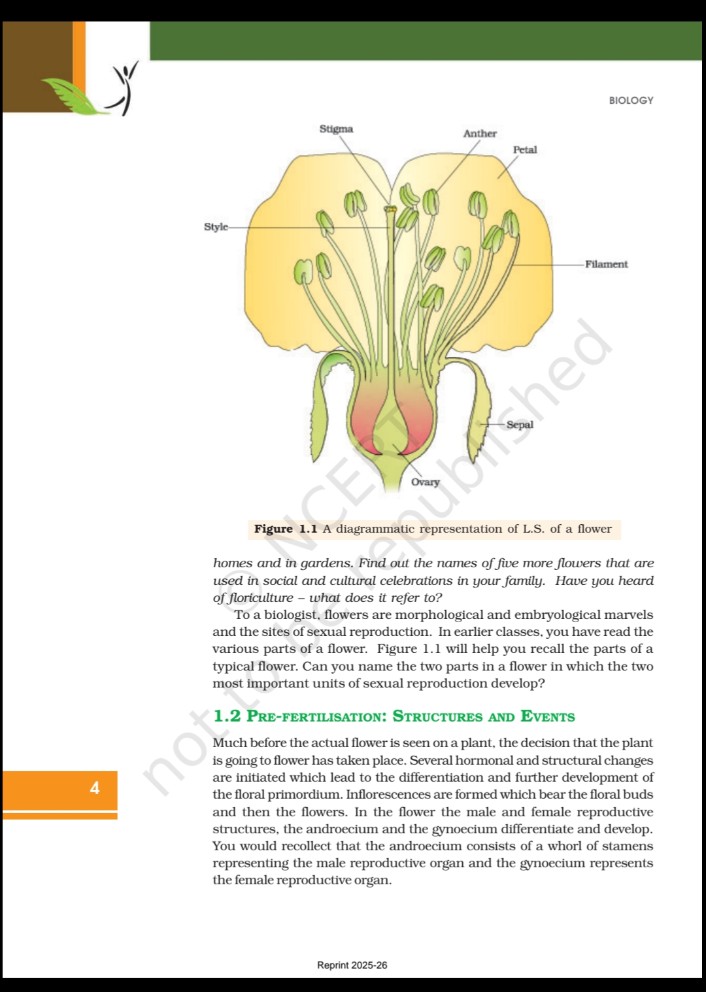 BIOLOGY
Stigma
Anther
Petal
Style
Filament
Sepal
Ovary
Figure 1.1 A diagrammatic representation of L.S. of a flower
homes and in gardens. Find out the names of five more flowers that are
used in social and cultural celebrations in your family. Have you heard
of floriculture – what does it refer to?
To a biologist, flowers are morphological and embryological marvels
and the sites of sexual reproduction. In earlier classes, you have read the
various parts of a flower. Figure 1.1 will help you recall the parts of a
typical flower. Can you name the two parts in a flower in which the two
most important units of sexual reproduction develop?
1.2 Pre-fertilisation: Structures and Events
Much before the actual flower is seen on a plant, the decision that the plant
is going to flower has taken place. Several hormonal and structural changes
are initiated which lead to the differentiation and further development of
the floral primordium. Inflorescences are formed which bear the floral buds
and then the flowers. In the flower the male and female reproductive
structures, the androecium and the gynoecium differentiate and develop.
You would recollect that the androecium consists of a whorl of stamens
representing the male reproductive organ and the gynoecium represents
the female reproductive organ.
4
© NCERT
not to be republished
Reprint 2025-26